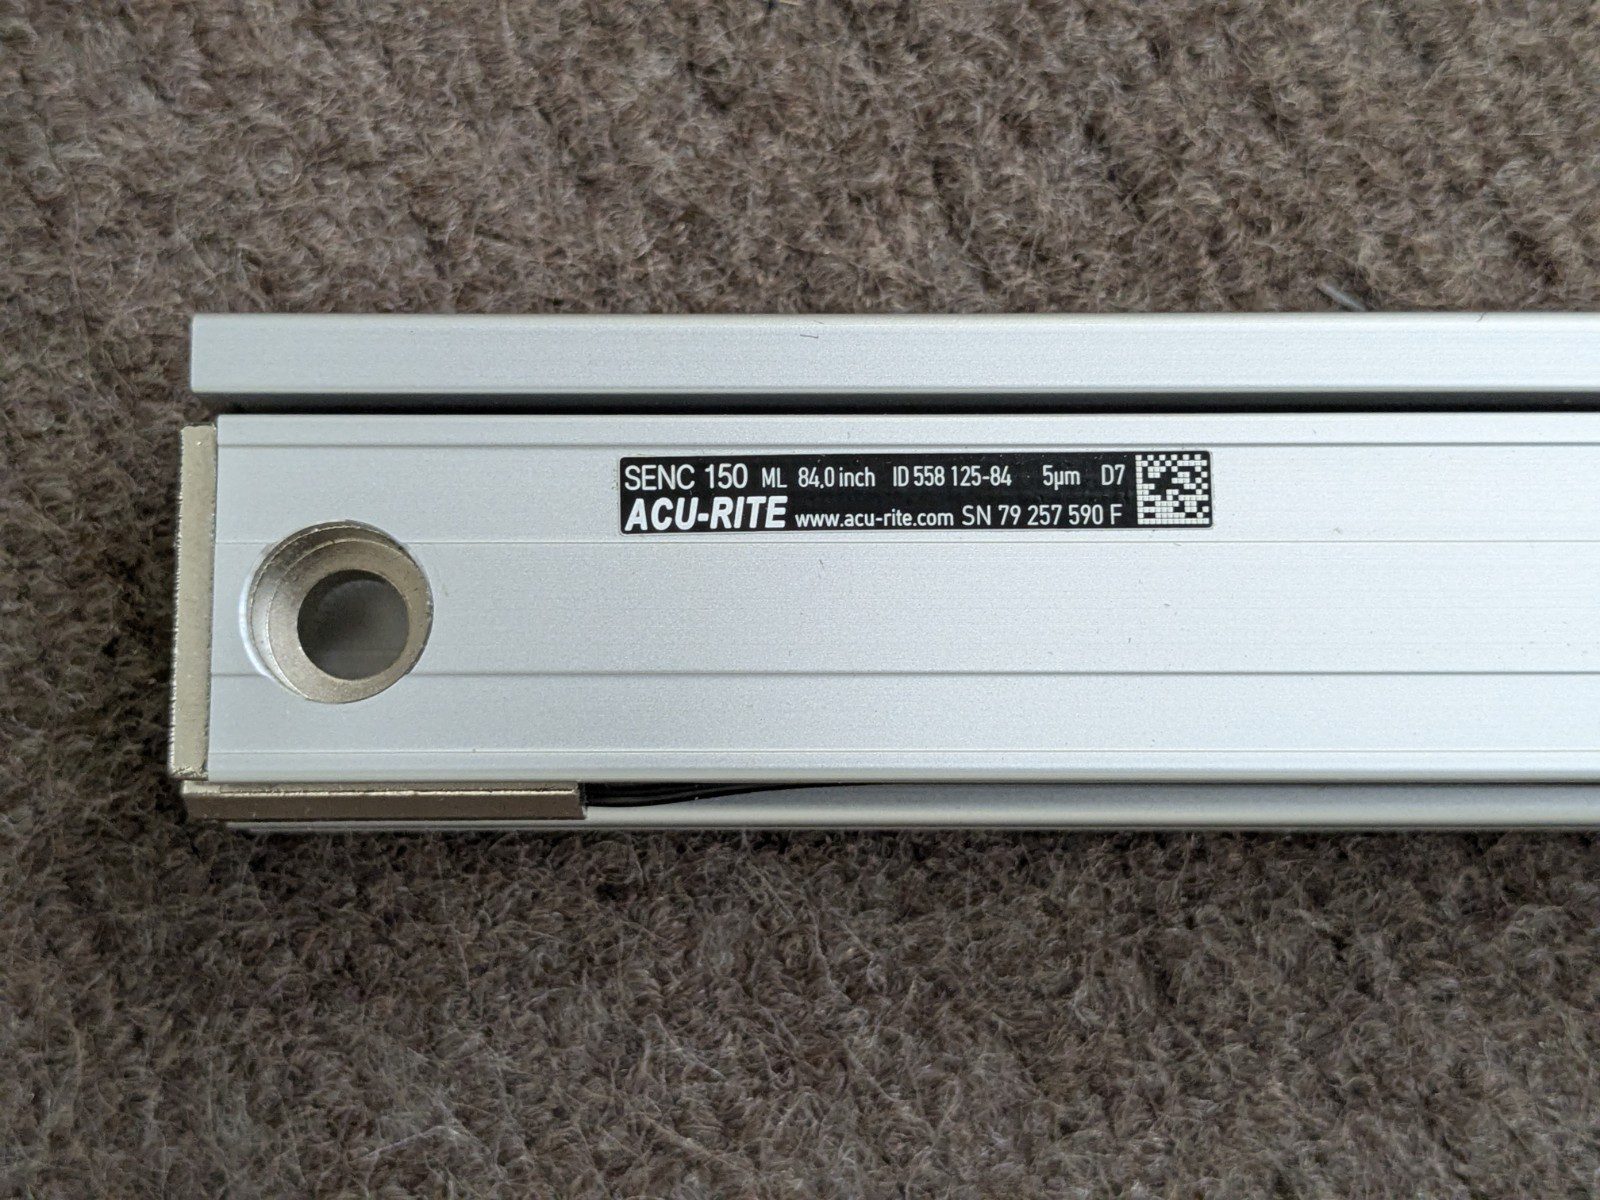 SENC 150 ML 84.0 inch ID 558 125-84 5µm D7
ACU-RITE www.acu-rite.com SN 79 257 590 F